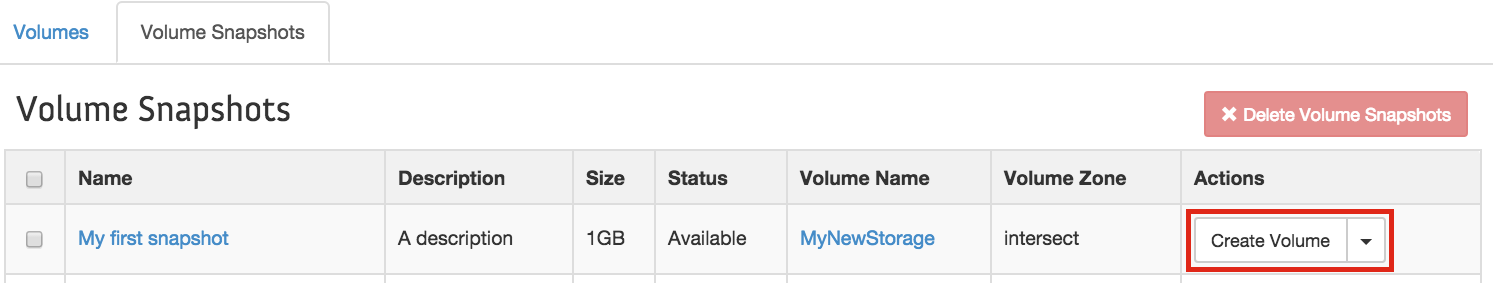 Volumes Volume Snapshots
Volume Snapshots
✖ Delete Volume Snapshots
Name Description Size Status Volume Name Volume Zone Actions
My first snapshot A description 1GB Available MyNewStorage intersect Create Volume